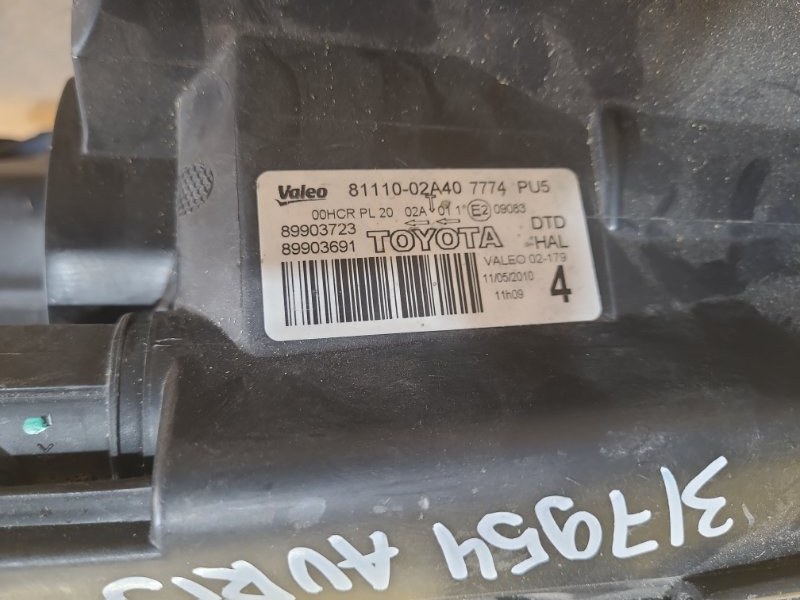 Valeo 81110-02A40 7774 PU5
00HCR PL 20 02A 01 1" E2 09083
89903723 DTD
89903691 TOYOTA HAL
VALEO 02-179
11/05/2010
11h09 4
317954 AURIS